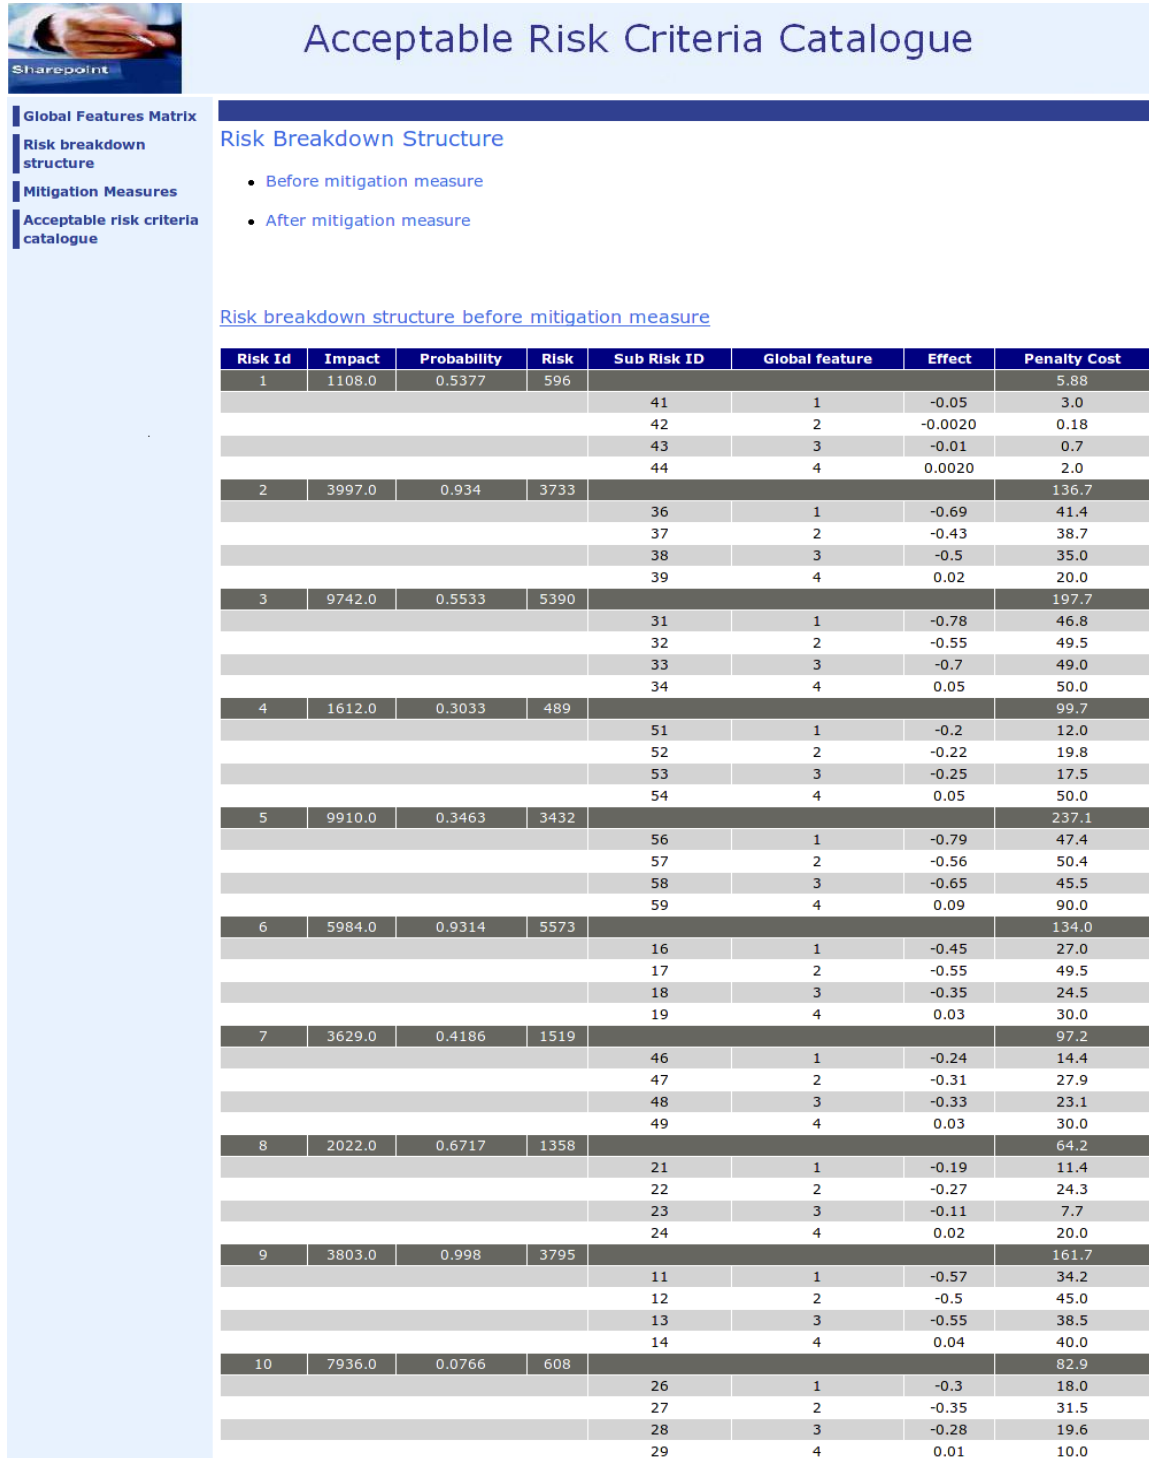 Sharepoint
Acceptable Risk Criteria Catalogue
Global Features Matrix
Risk breakdown
structure
Mitigation Measures
Acceptable risk criteria
catalogue
Risk Breakdown Structure
• Before mitigation measure
• After mitigation measure
Risk breakdown structure before mitigation measure
Risk Id Impact Probability Risk Sub Risk ID Global feature Effect Penalty Cost
1 1108.0 0.5377 596 5.88
41 1 -0.05 3.0
42 2 -0.0020 0.18
43 3 -0.01 0.7
44 4 0.0020 2.0
2 3997.0 0.934 3733 136.7
36 1 -0.69 41.4
37 2 -0.43 38.7
38 3 -0.5 35.0
39 4 0.02 20.0
3 9742.0 0.5533 5390 197.7
31 1 -0.78 46.8
32 2 -0.55 49.5
33 3 -0.7 49.0
34 4 0.05 50.0
4 1612.0 0.3033 489 99.7
51 1 -0.2 12.0
52 2 -0.22 19.8
53 3 -0.25 17.5
54 4 0.05 50.0
5 9910.0 0.3463 3432 237.1
56 1 -0.79 47.4
57 2 -0.56 50.4
58 3 -0.65 45.5
59 4 0.09 90.0
6 5984.0 0.9314 5573 134.0
16 1 -0.45 27.0
17 2 -0.55 49.5
18 3 -0.35 24.5
19 4 0.03 30.0
7 3629.0 0.4186 1519 97.2
46 1 -0.24 14.4
47 2 -0.31 27.9
48 3 -0.33 23.1
49 4 0.03 30.0
8 2022.0 0.6717 1358 64.2
21 1 -0.19 11.4
22 2 -0.27 24.3
23 3 -0.11 7.7
24 4 0.02 20.0
9 3803.0 0.998 3795 161.7
11 1 -0.57 34.2
12 2 -0.5 45.0
13 3 -0.55 38.5
14 4 0.04 40.0
10 7936.0 0.0766 608 82.9
26 1 -0.3 18.0
27 2 -0.35 31.5
28 3 -0.28 19.6
29 4 0.01 10.0